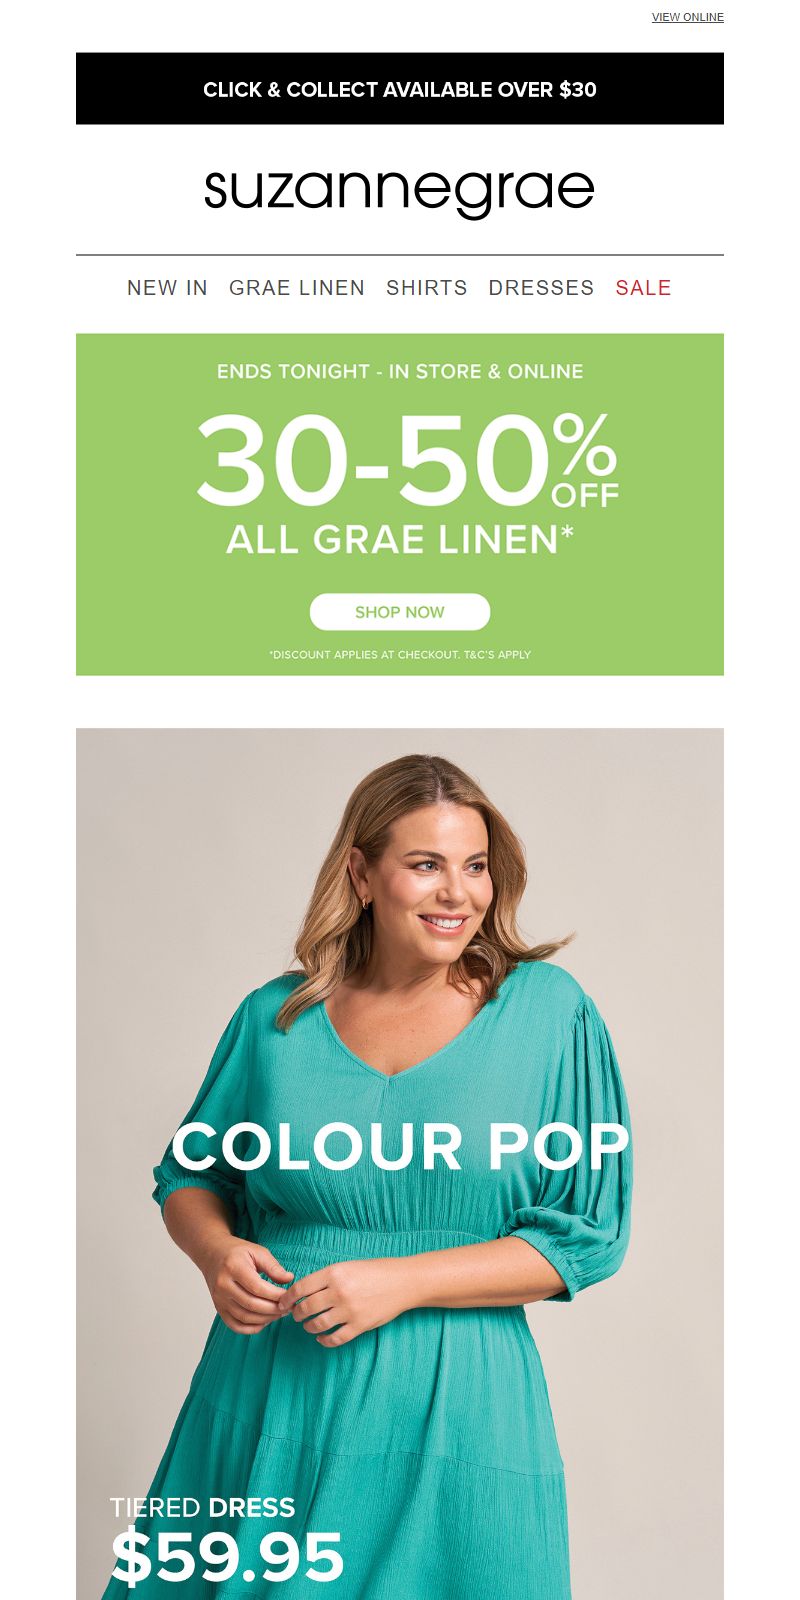 VIEW ONLINE
CLICK & COLLECT AVAILABLE OVER $30
suzannegrae
NEW IN GRAE LINEN SHIRTS DRESSES SALE
ENDS TONIGHT - IN STORE & ONLINE
30-50% OFF
ALL GRAE LINEN*
SHOP NOW
*DISCOUNT APPLIES AT CHECKOUT. T&C'S APPLY
COLOUR POP
TIERED DRESS
$59.95